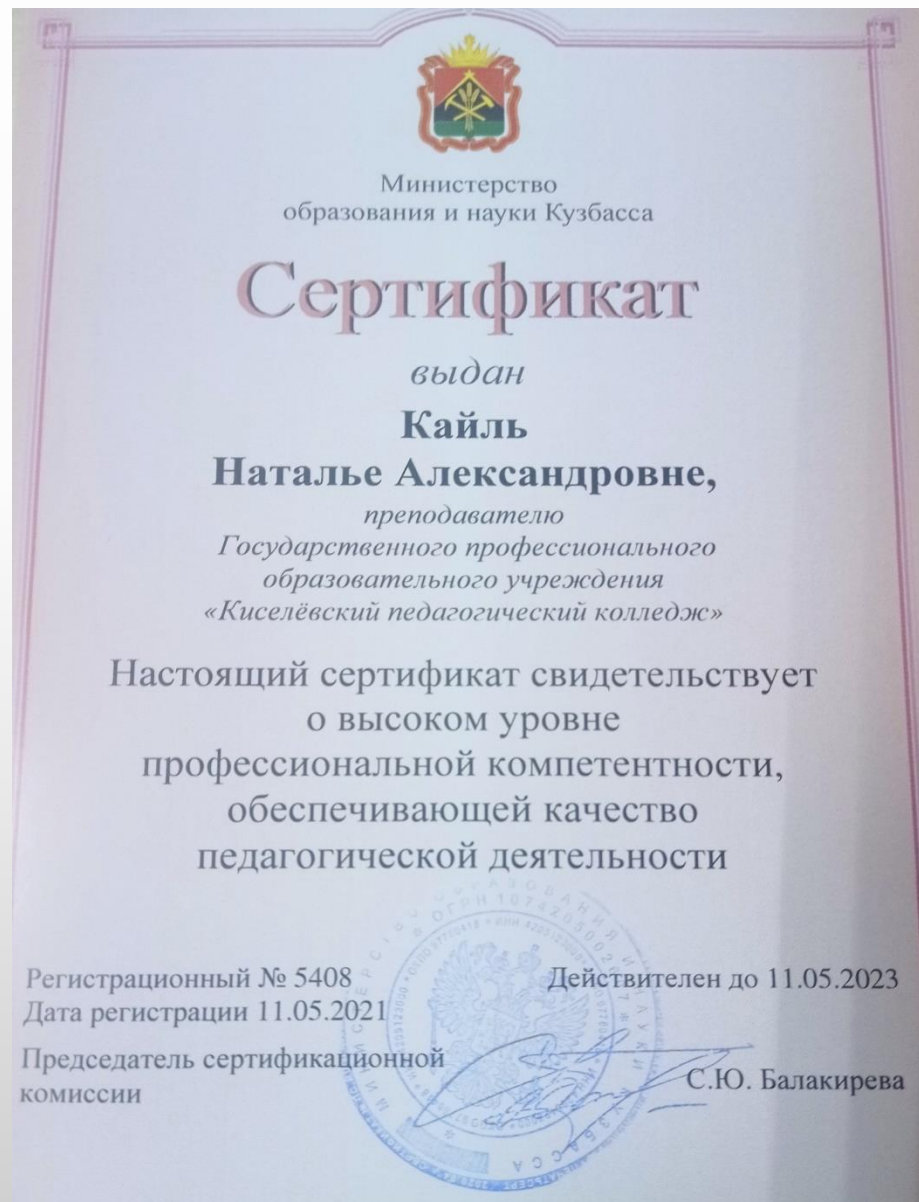 Министерство
образования и науки Кузбасса
Сертификат
выдан
Кайль
Наталье Александровне,
преподавателю
Государственного профессионального
образовательного учреждения
«Киселёвский педагогический колледж»
Настоящий сертификат свидетельствует
о высоком уровне
профессиональной компетентности,
обеспечивающей качество
педагогической деятельности
Регистрационный № 5408
Действителен до 11.05.2023
Дата регистрации 11.05.2021
Председатель сертификационной
комиссии
С.Ю. Балакирева